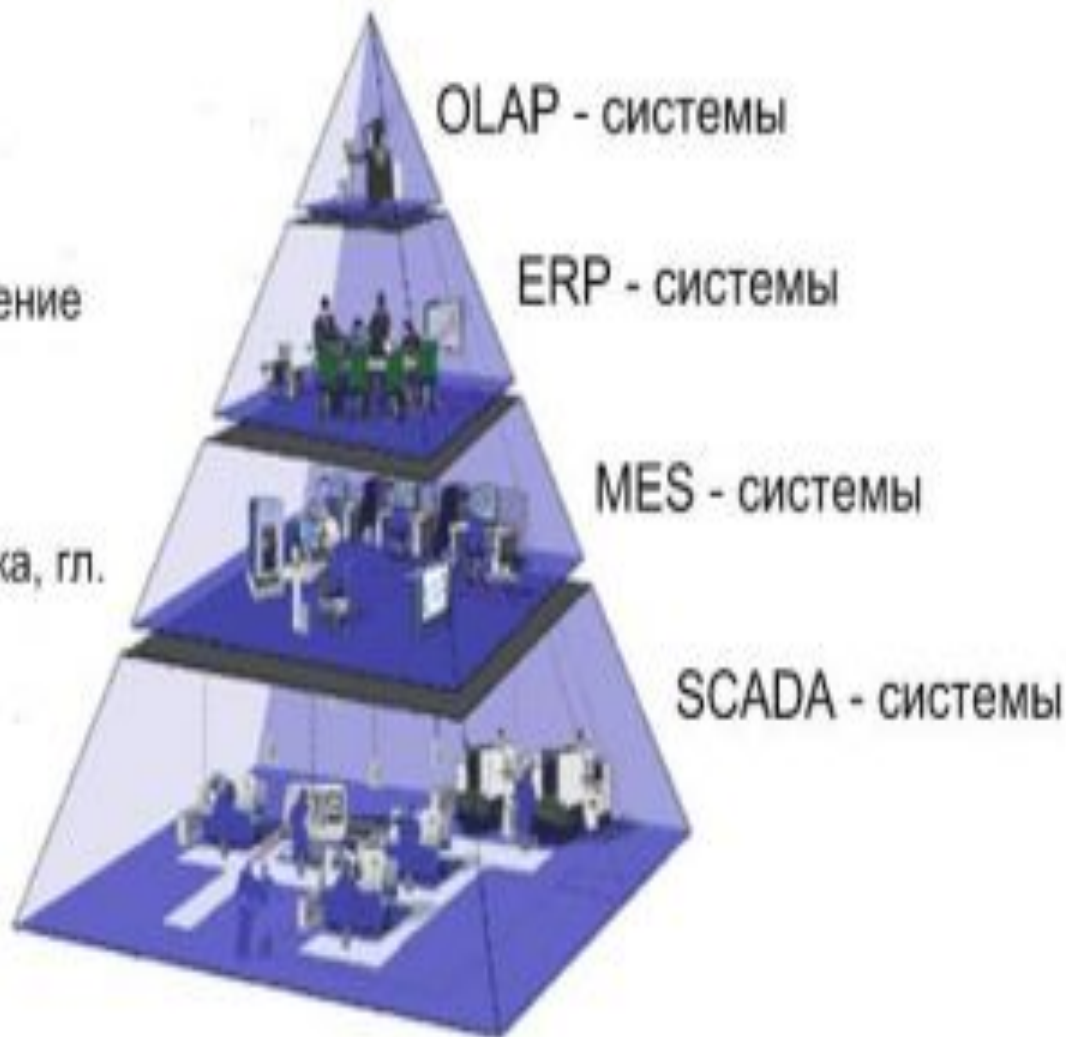 OLAP - системы
ERP - системы
ение
MES - системы
ка, гл.
SCADA - системы